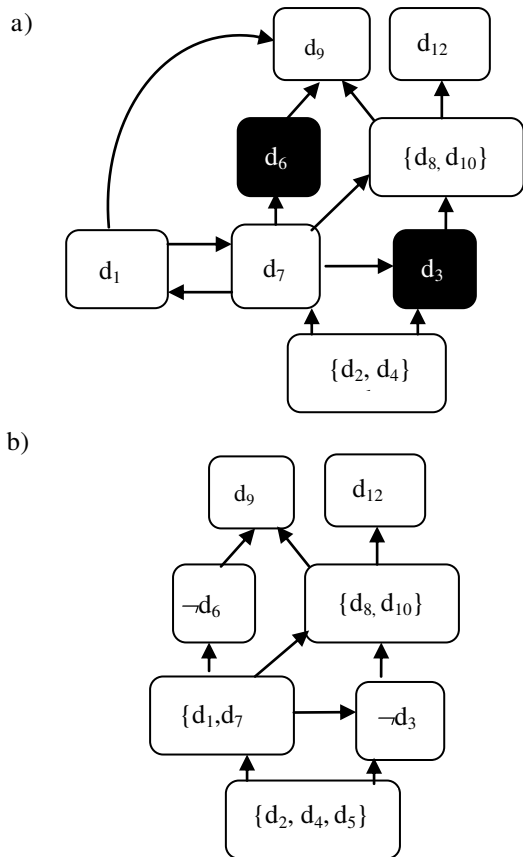 a)
d₉
d₁₂
d₆
{d₈, d₁₀}
d₁
d₇
d₃
{d₂, d₄}
b)
d₉
d₁₂
¬d₆
{d₈, d₁₀}
{d₁,d₇
¬d₃
{d₂, d₄, d₅}